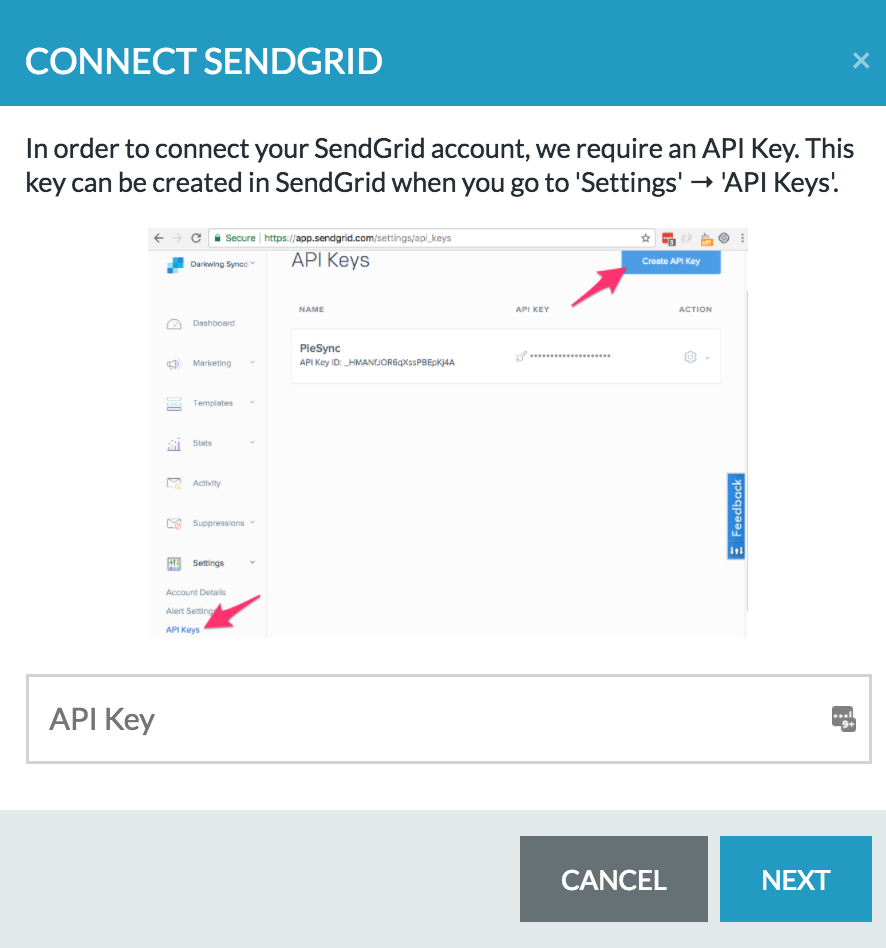 CONNECT SENDGRID
In order to connect your SendGrid account, we require an API Key. This
key can be created in SendGrid when you go to 'Settings' → 'API Keys'.
Secure | https://app.sendgrid.com/settings/api_keys
off
Darkwing Synco
API Keys
Create API Key
NAME API KEY ACTION
PieSync
API Key ID: _HMANfJOR6qXssPBEpKj4A
••••••••••••••••••••
Dashboard
Marketing
Templates
Stats
Activity
Suppressions
Settings
Account Details
Alert Settings
API Keys
Feedback
API Key
9+
CANCEL NEXT